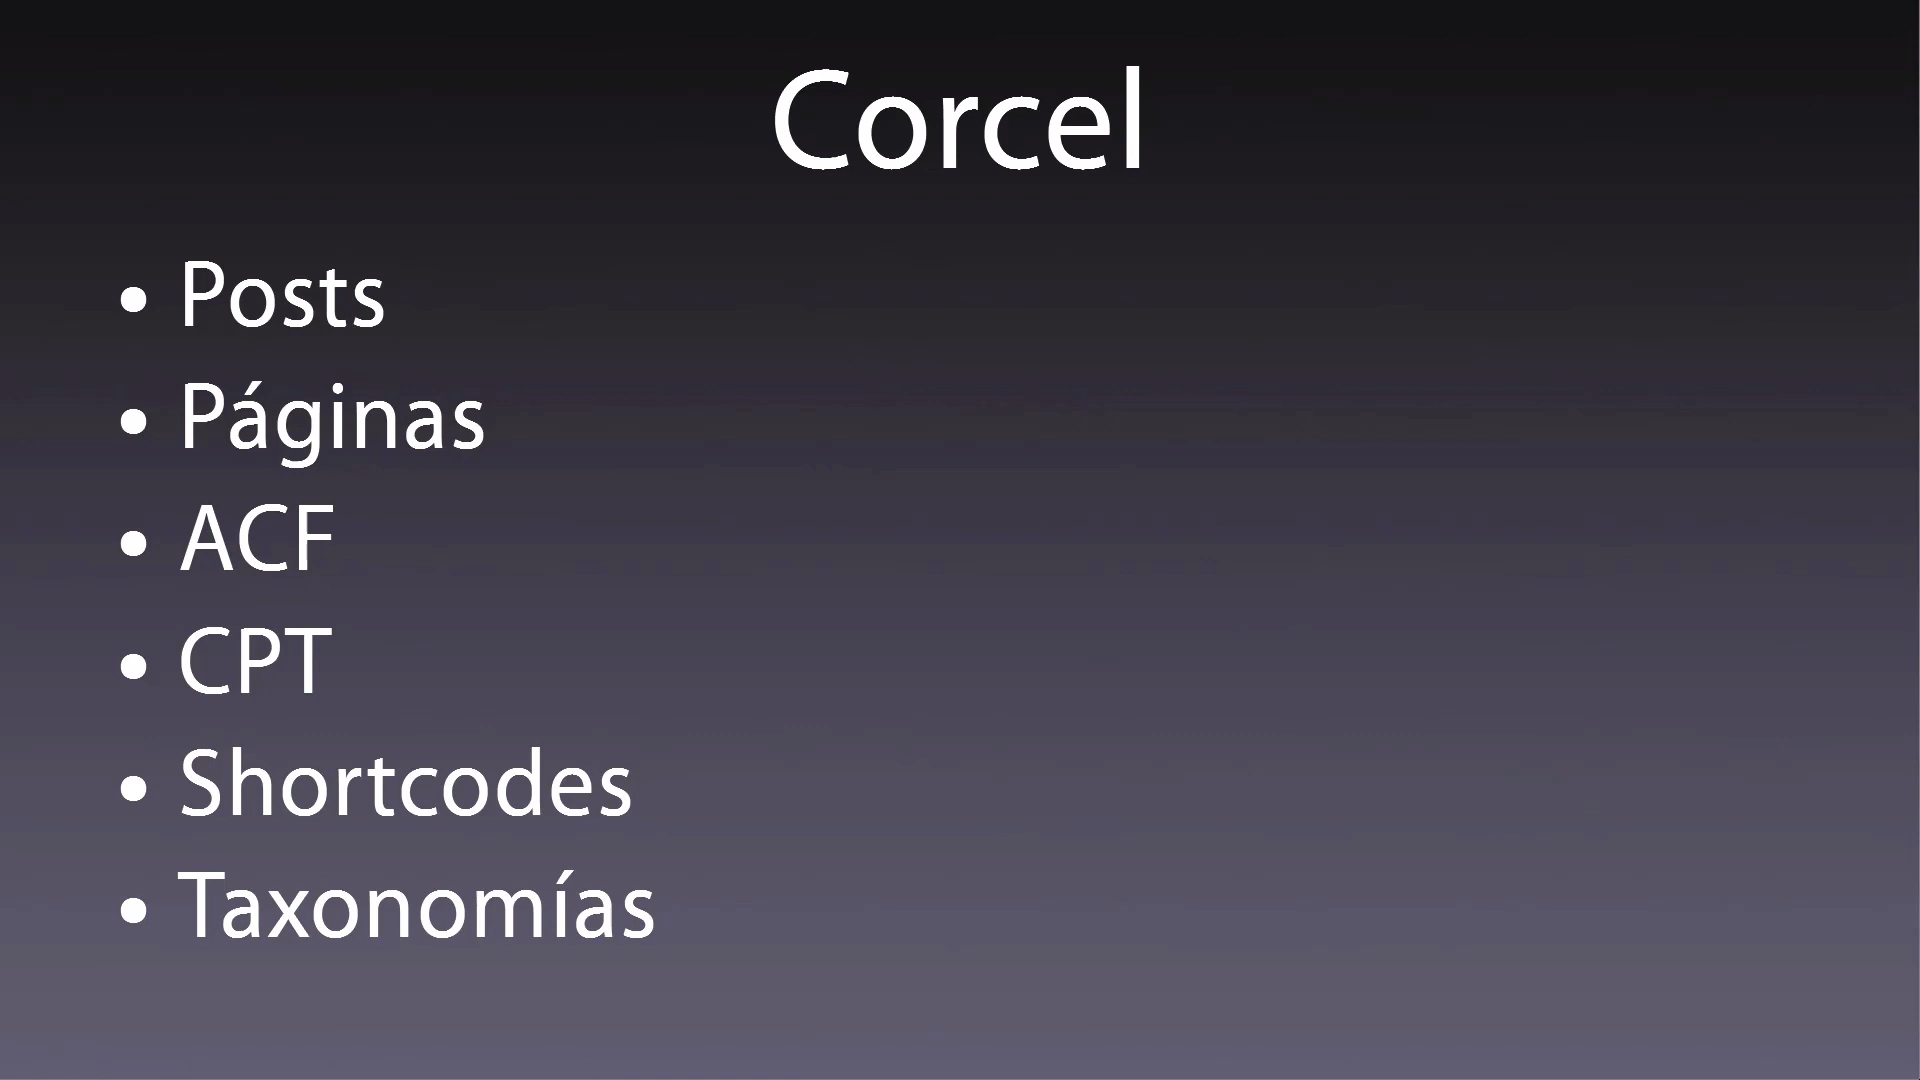 Corcel
• Posts
• Páginas
• ACF
• CPT
• Shortcodes
• Taxonomías